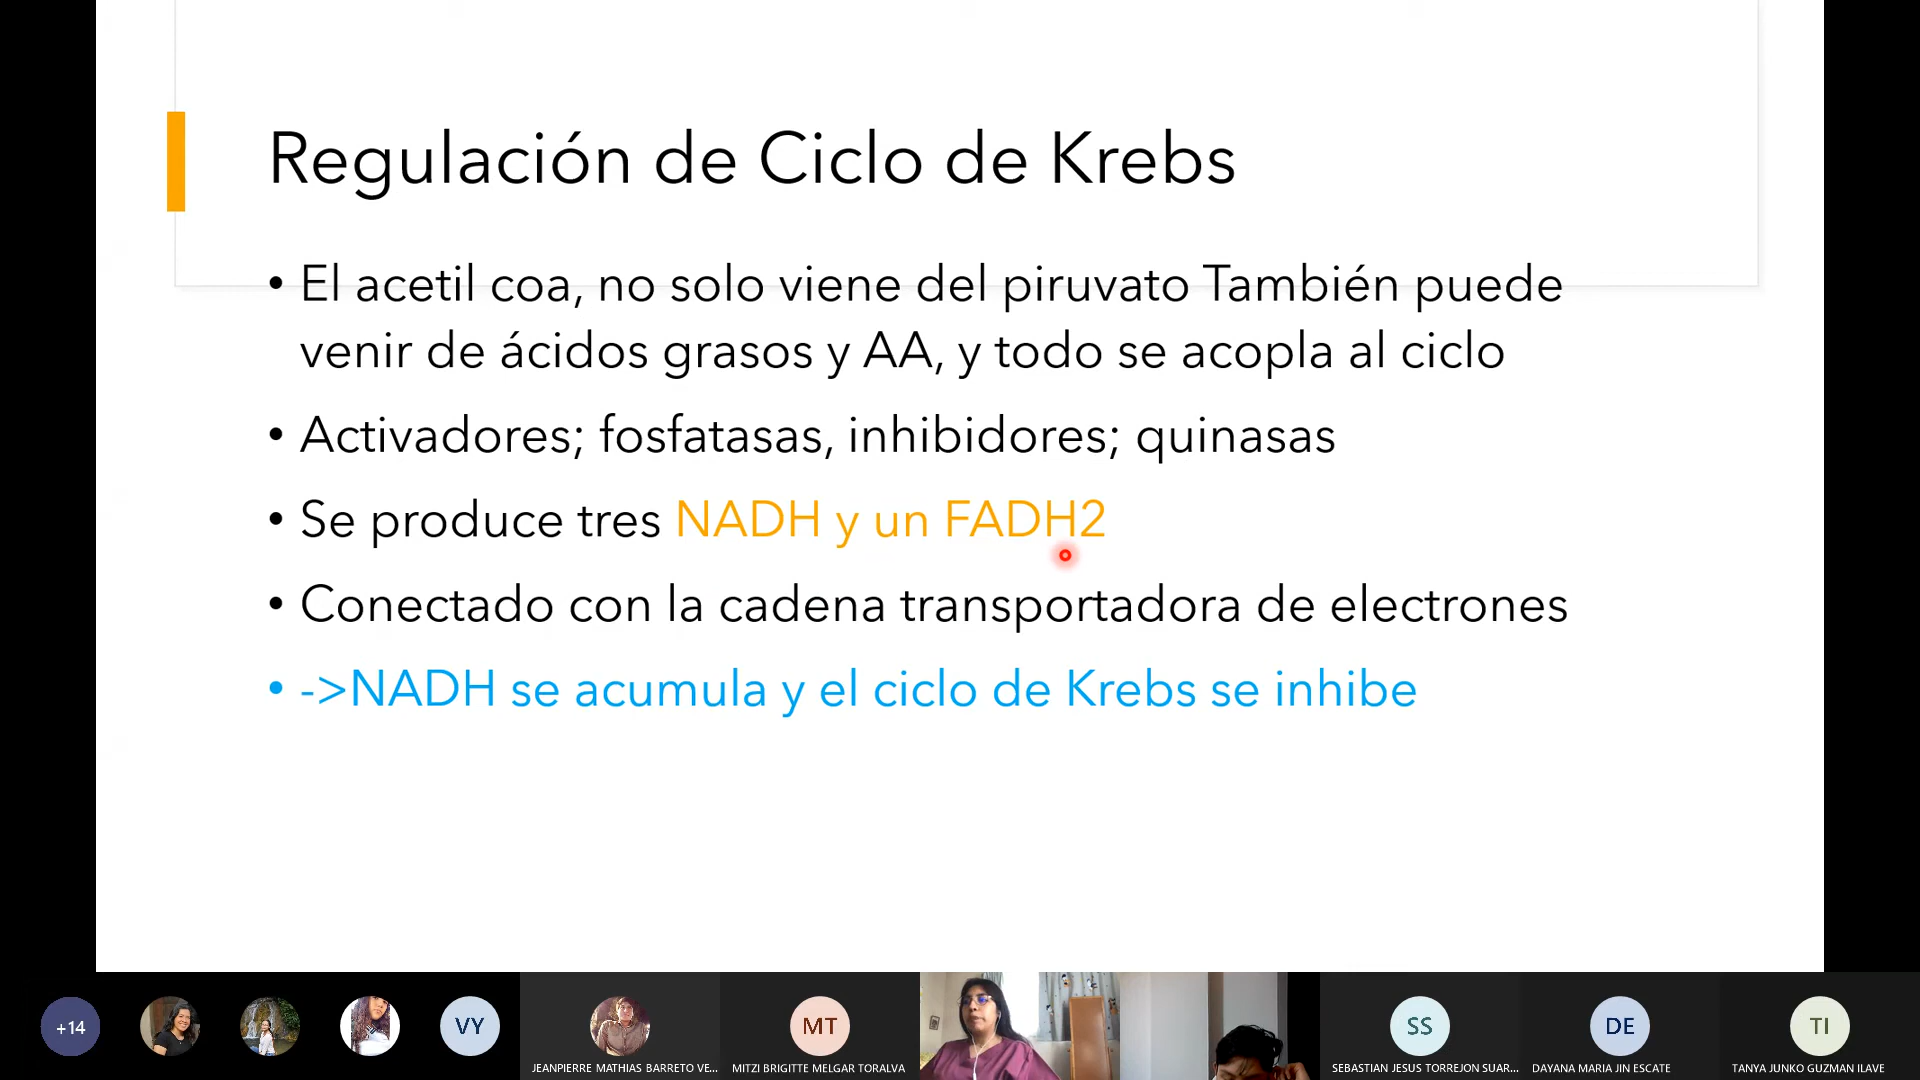 Regulación de Ciclo de Krebs
• El acetil coa, no solo viene del piruvato También puede
venir de ácidos grasos y AA, y todo se acopla al ciclo
• Activadores; fosfatasas, inhibidores; quinasas
• Se produce tres NADH y un FADH2
• Conectado con la cadena transportadora de electrones
• ->NADH se acumula y el ciclo de Krebs se inhibe
+14
VY
MT
SS
DE
TI
JEANPIERRE MATHIAS BARRETO VE...
MITZI BRIGITTE MELGAR TORALVA
SEBASTIAN JESUS TORREJON SUAR...
DAYANA MARIA JIN ESCATE
TANYA JUNKO GUZMAN ILAVE